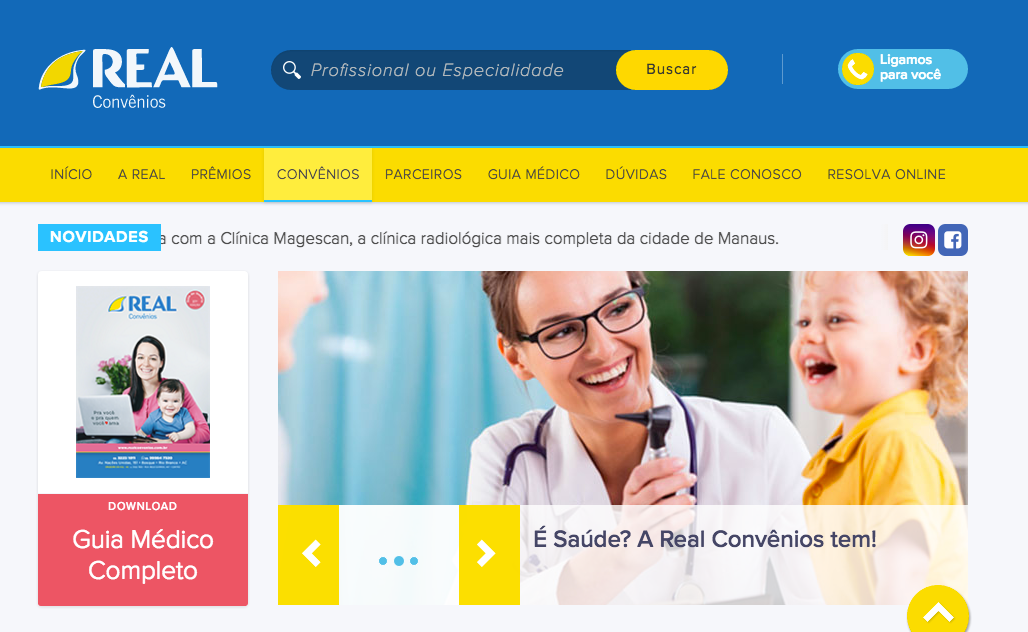 REAL
Convênios
Profissional ou Especialidade
Buscar
Ligamos
para você
INÍCIO
A REAL
PRÊMIOS
CONVÊNIOS
PARCEIROS
GUIA MÉDICO
DÚVIDAS
FALE CONOSCO
RESOLVA ONLINE
NOVIDADES
a com a Clínica Magescan, a clínica radiológica mais completa da cidade de Manaus.
REAL
Convênios
Pra você
e pra quem
você ama
DOWNLOAD
Guia Médico
Completo
É Saúde? A Real Convênios tem!